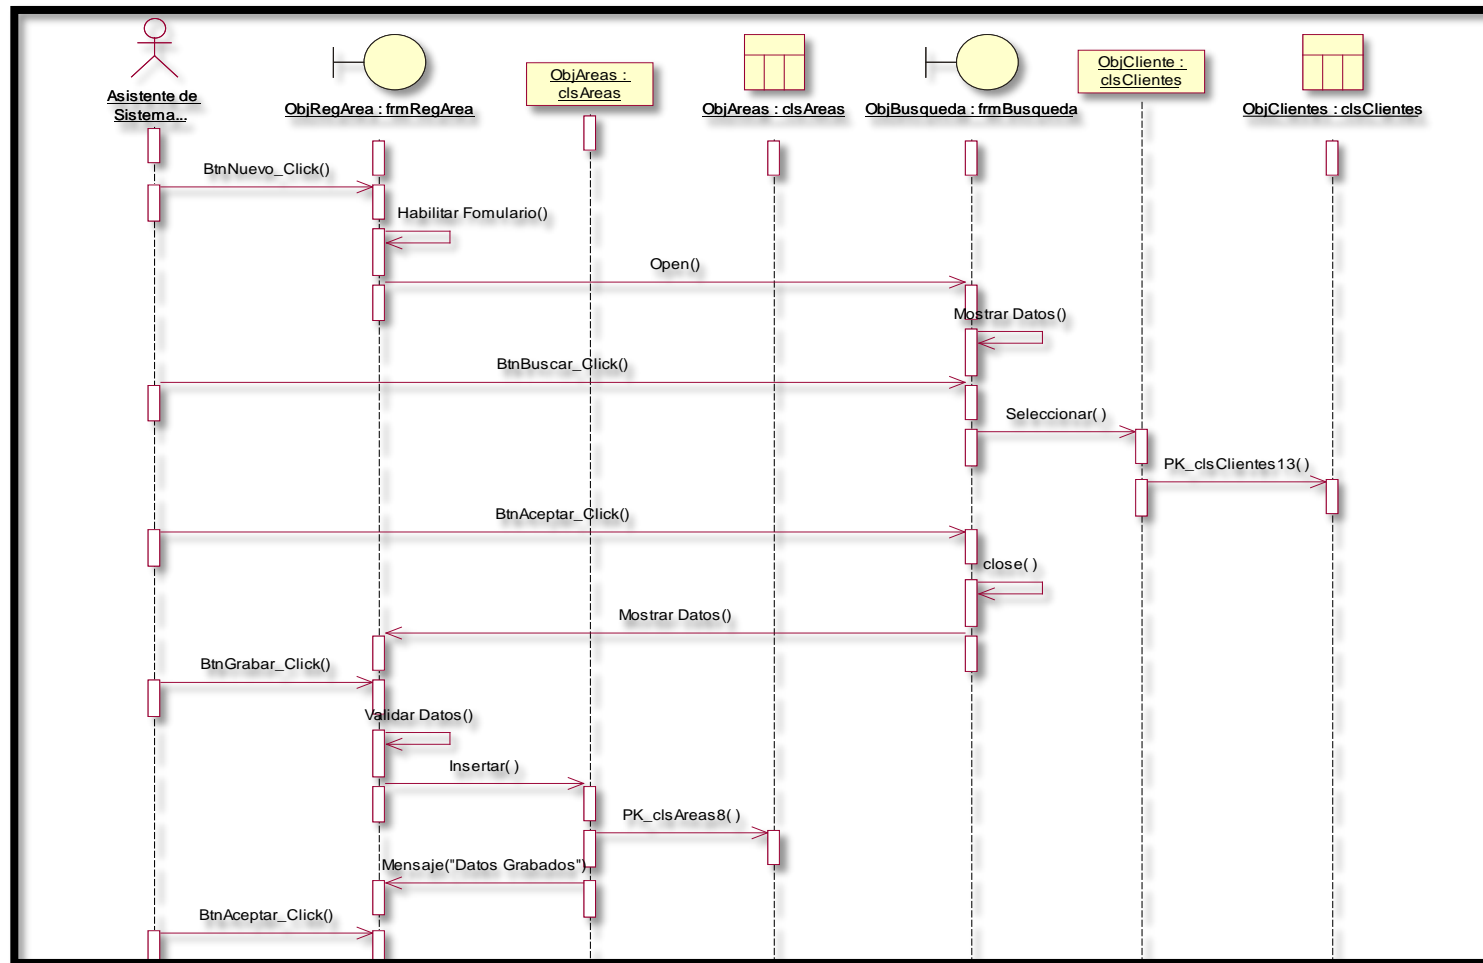 Asistente de
Sistema...
ObjRegArea : frmRegArea
ObjAreas :
clsAreas
ObjAreas : clsAreas
ObjBusqueda : frmBusqueda
ObjCliente :
clsClientes
ObjClientes : clsClientes
BtnNuevo_Click()
Habilitar Fomulario()
Open()
Mostrar Datos()
BtnBuscar_Click()
Seleccionar( )
PK_clsClientes13( )
BtnAceptar_Click()
close( )
Mostrar Datos()
BtnGrabar_Click()
Validar Datos()
Insertar( )
PK_clsAreas8( )
Mensaje("Datos Grabados")
BtnAceptar_Click()